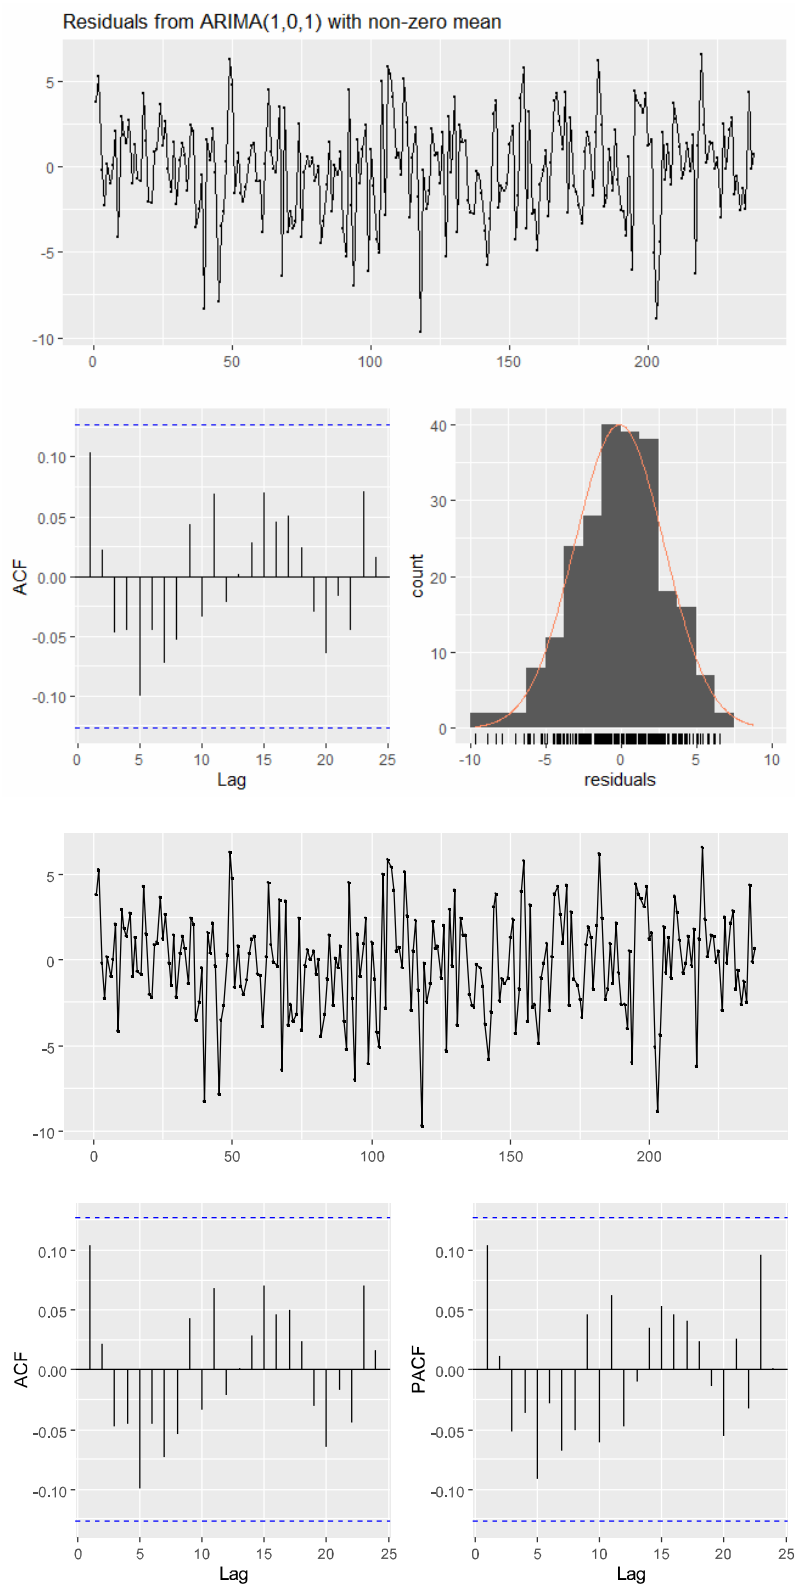 Residuals from ARIMA(1,0,1) with non-zero mean
5
0
-5
-10
0 50 100 150 200
0.10
0.05
0.00
-0.05
-0.10
ACF
0 5 10 15 20 25
Lag
40
30
20
10
0
count
-10 -5 0 5 10
residuals
5
0
-5
-10
0 50 100 150 200
0.10
0.05
0.00
-0.05
-0.10
ACF
0 5 10 15 20 25
Lag
0.10
0.05
0.00
-0.05
-0.10
PACF
0 5 10 15 20 25
Lag